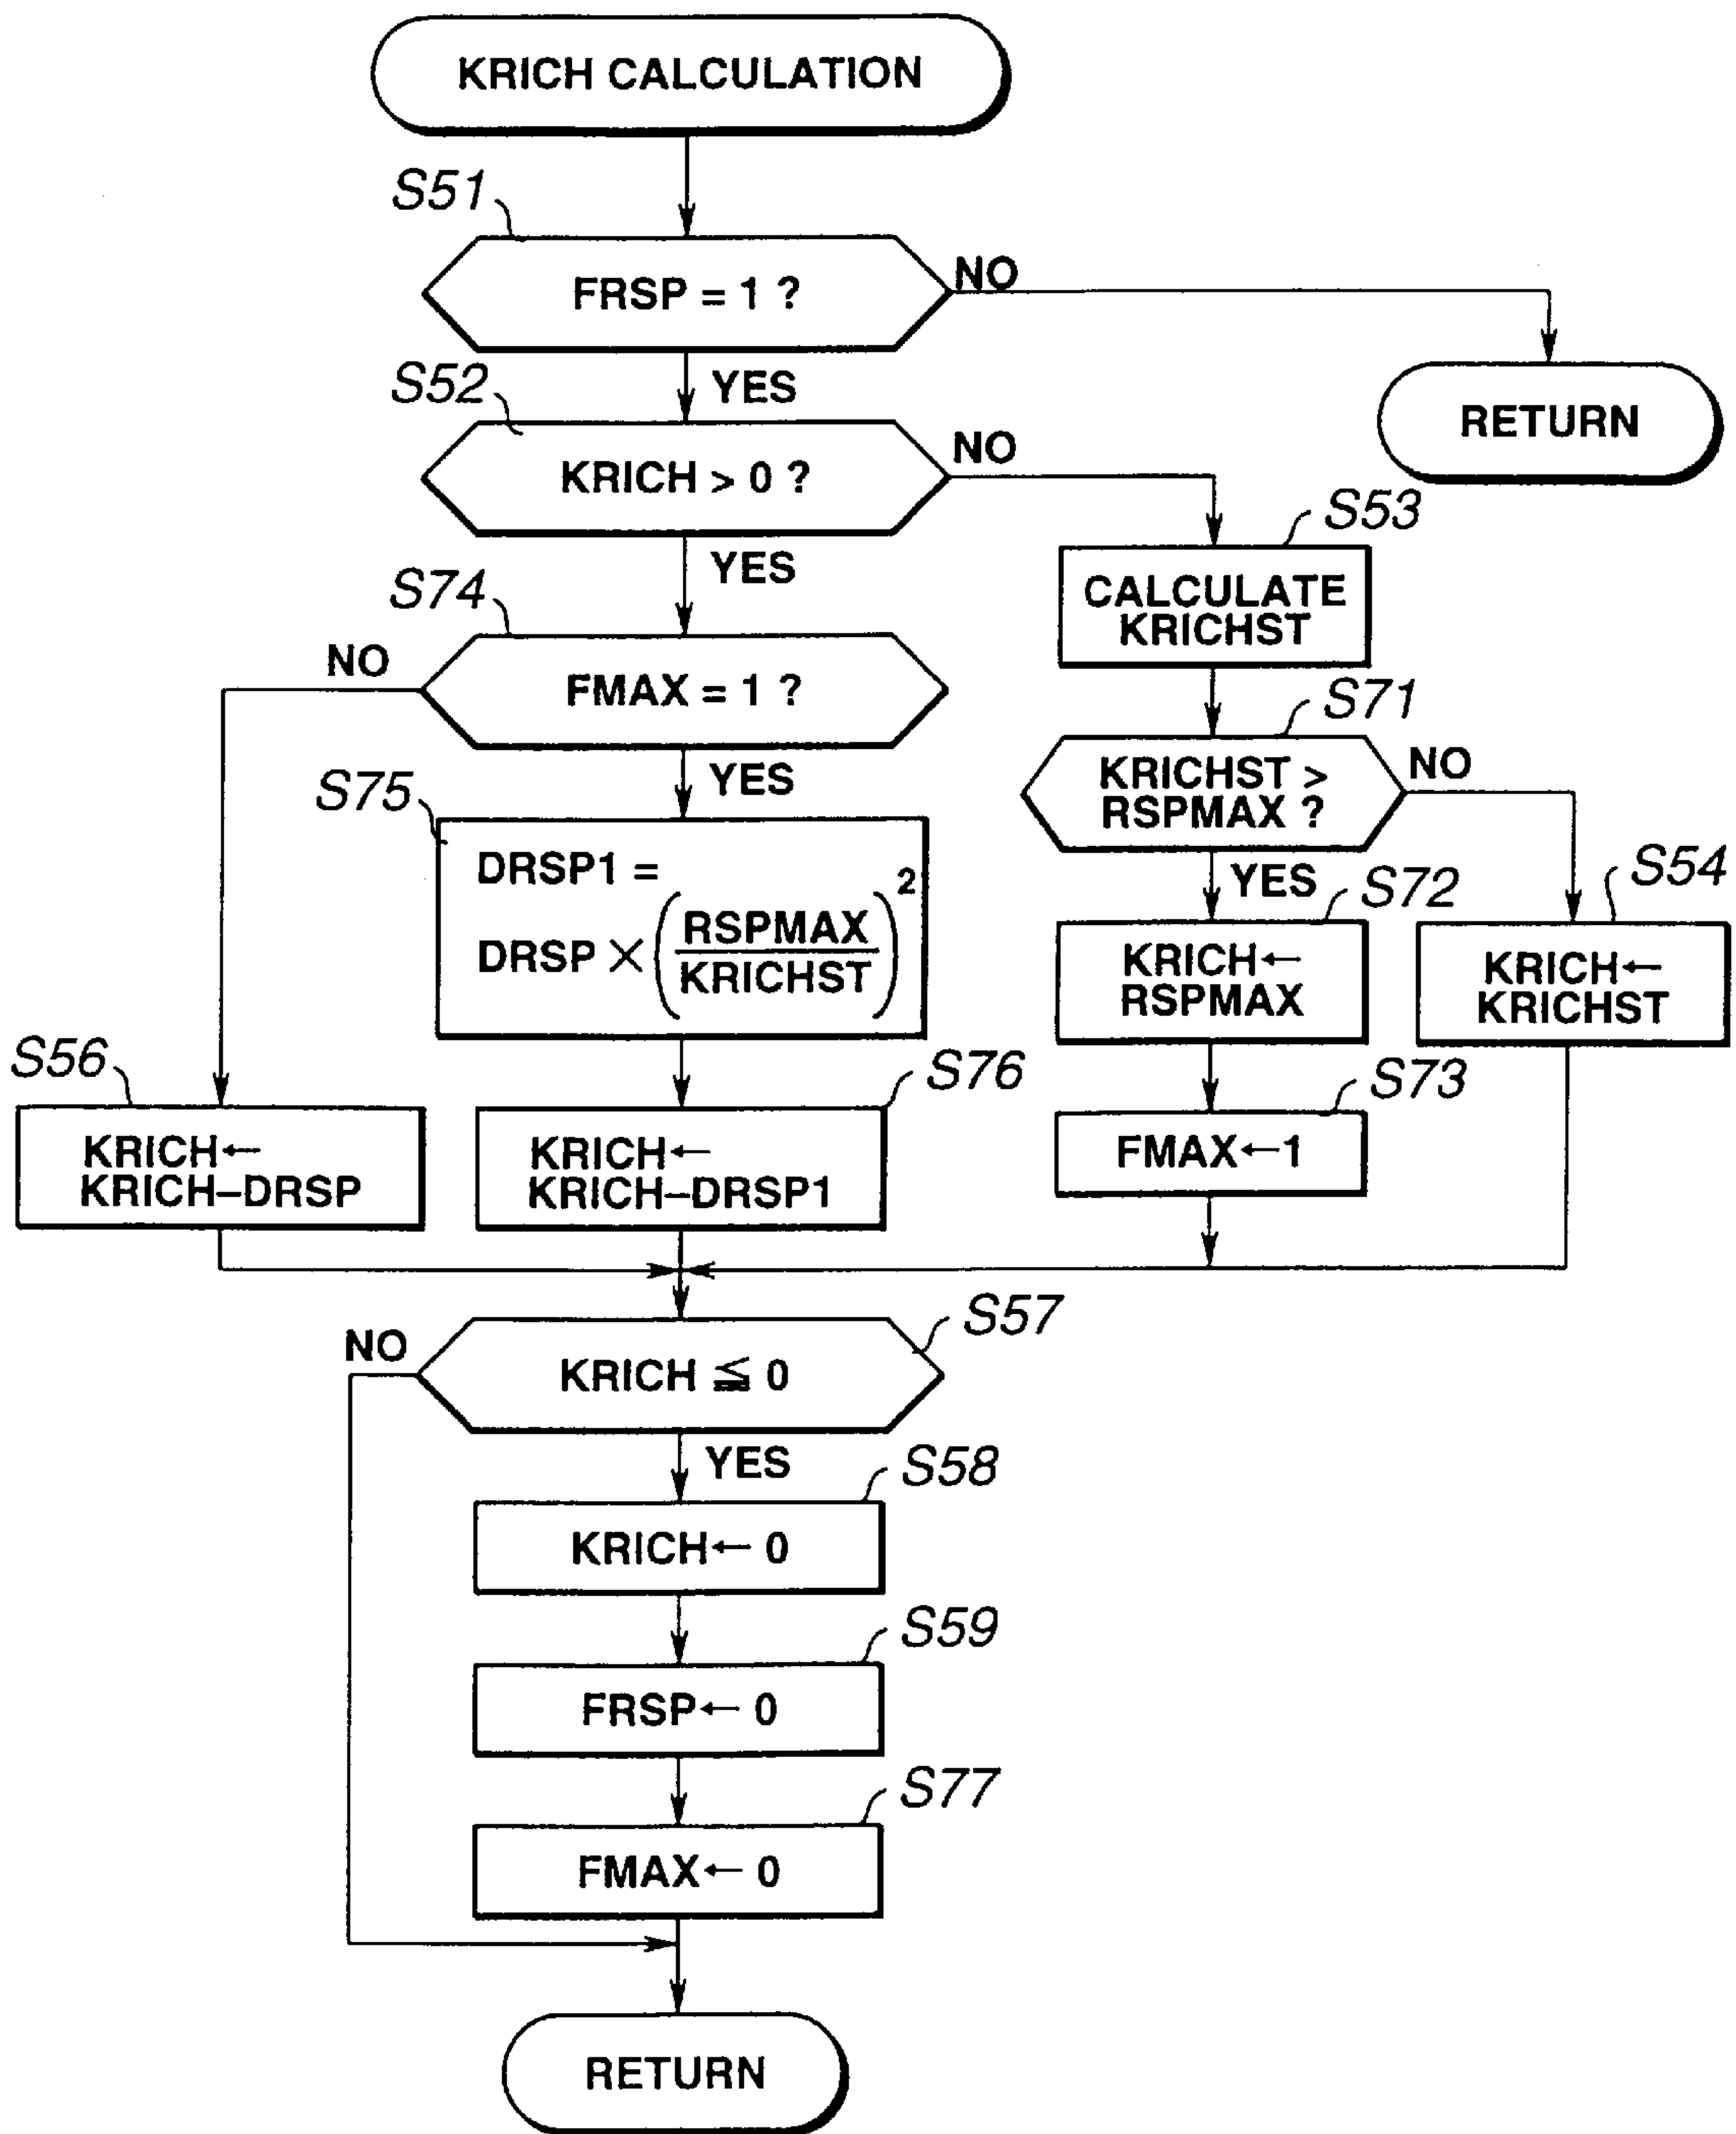 KRICH CALCULATION
S51
FRSP = 1 ?
NO
RETURN
YES
S52
KRICH > 0 ?
NO
S53
CALCULATE
KRICHST
YES
S74
NO
FMAX = 1 ?
S71
KRICHST >
RSPMAX ?
NO
YES
S75
DRSP1 =
DRSP × (RSPMAX / KRICHST)²
YES
S72
KRICH←
RSPMAX
S54
KRICH←
KRICHST
S56
KRICH←
KRICH–DRSP
S76
KRICH←
KRICH–DRSP1
S73
FMAX←1
S57
NO
KRICH ≦ 0
YES
S58
KRICH← 0
S59
FRSP← 0
S77
FMAX← 0
RETURN